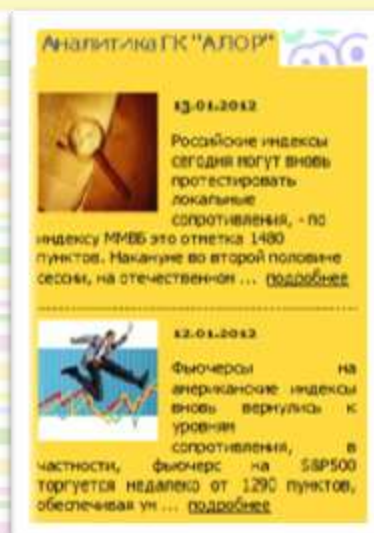 Аналитика ГК "АЛОР"
13.01.2012
Российские индексы
сегодня могут вновь
протестировать
локальные
сопротивления, - по
индексу ММВБ это отметка 1480
пунктов. Накануне во второй половине
сессии, на отечественном ... подробнее
12.01.2012
Фьючерсы на
американские индексы
вновь вернулись к
уровням
сопротивления, в
частности, фьючерс на S&P500
торгуется недалеко от 1290 пунктов,
обеспечивая ум ... подробнее